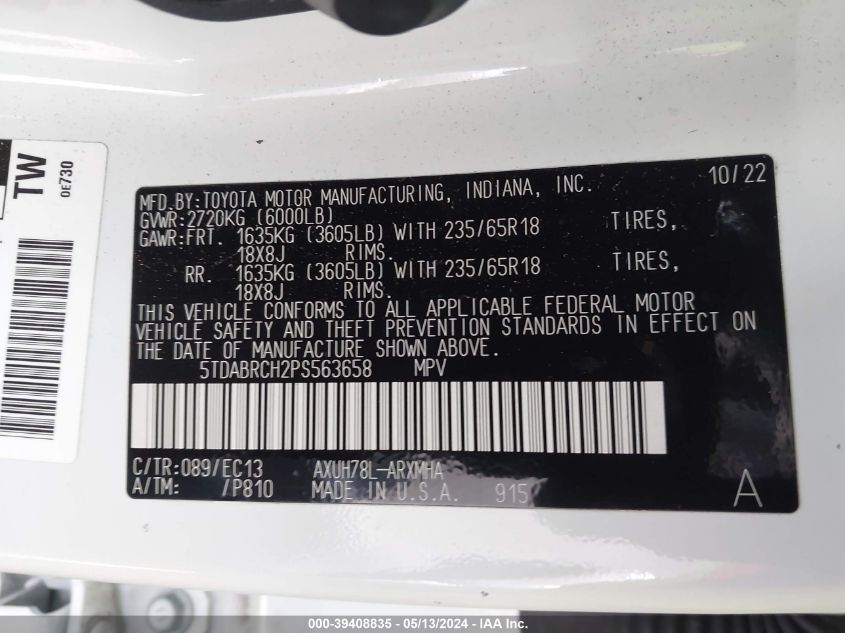 TW
0E730
MFD.BY:TOYOTA MOTOR MANUFACTURING, INDIANA, INC. 10/22
GVWR:2720KG (6000LB)
GAWR:FRT. 1635KG (3605LB) WITH 235/65R18 TIRES,
18X8J RIMS.
RR. 1635KG (3605LB) WITH 235/65R18 TIRES,
18X8J RIMS.
THIS VEHICLE CONFORMS TO ALL APPLICABLE FEDERAL MOTOR
VEHICLE SAFETY AND THEFT PREVENTION STANDARDS IN EFFECT ON
THE DATE OF MANUFACTURE SHOWN ABOVE.
5TDABRCH2PS563658 MPV
C/TR:089/EC13 AXUH78L-ARXMHA
A/TM: /P810 MADE IN U.S.A. 915 A
000-39408835 - 05/13/2024 - IAAI.com